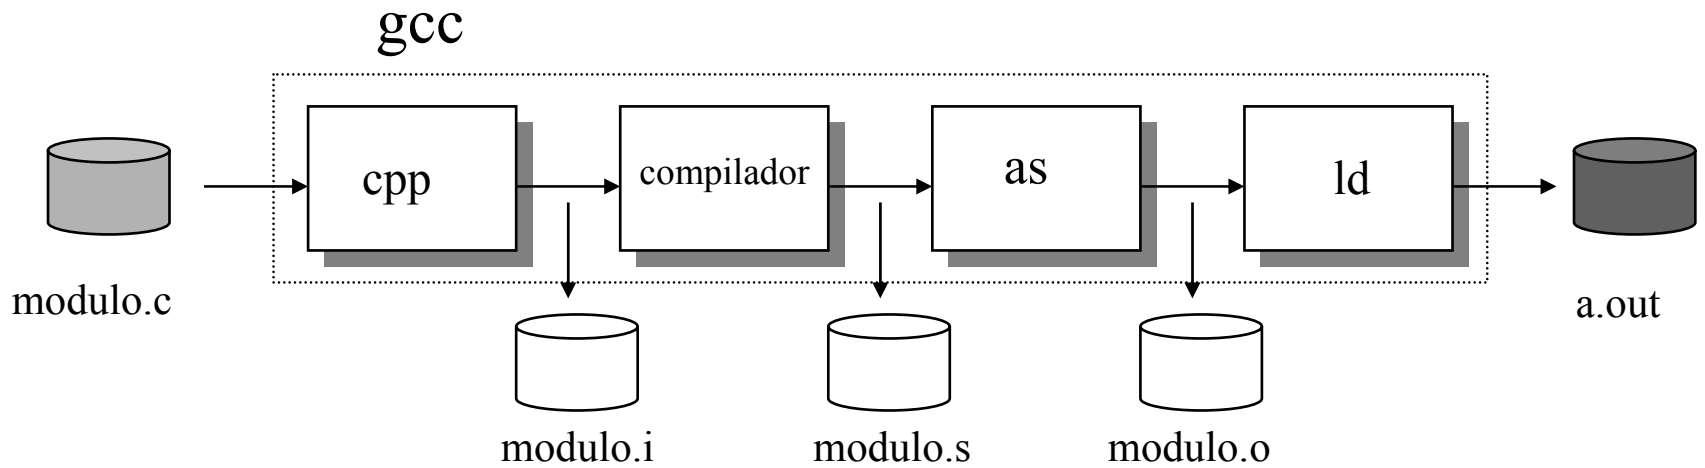 gcc
cpp
compilador
as
ld
modulo.c
a.out
modulo.i
modulo.s
modulo.o